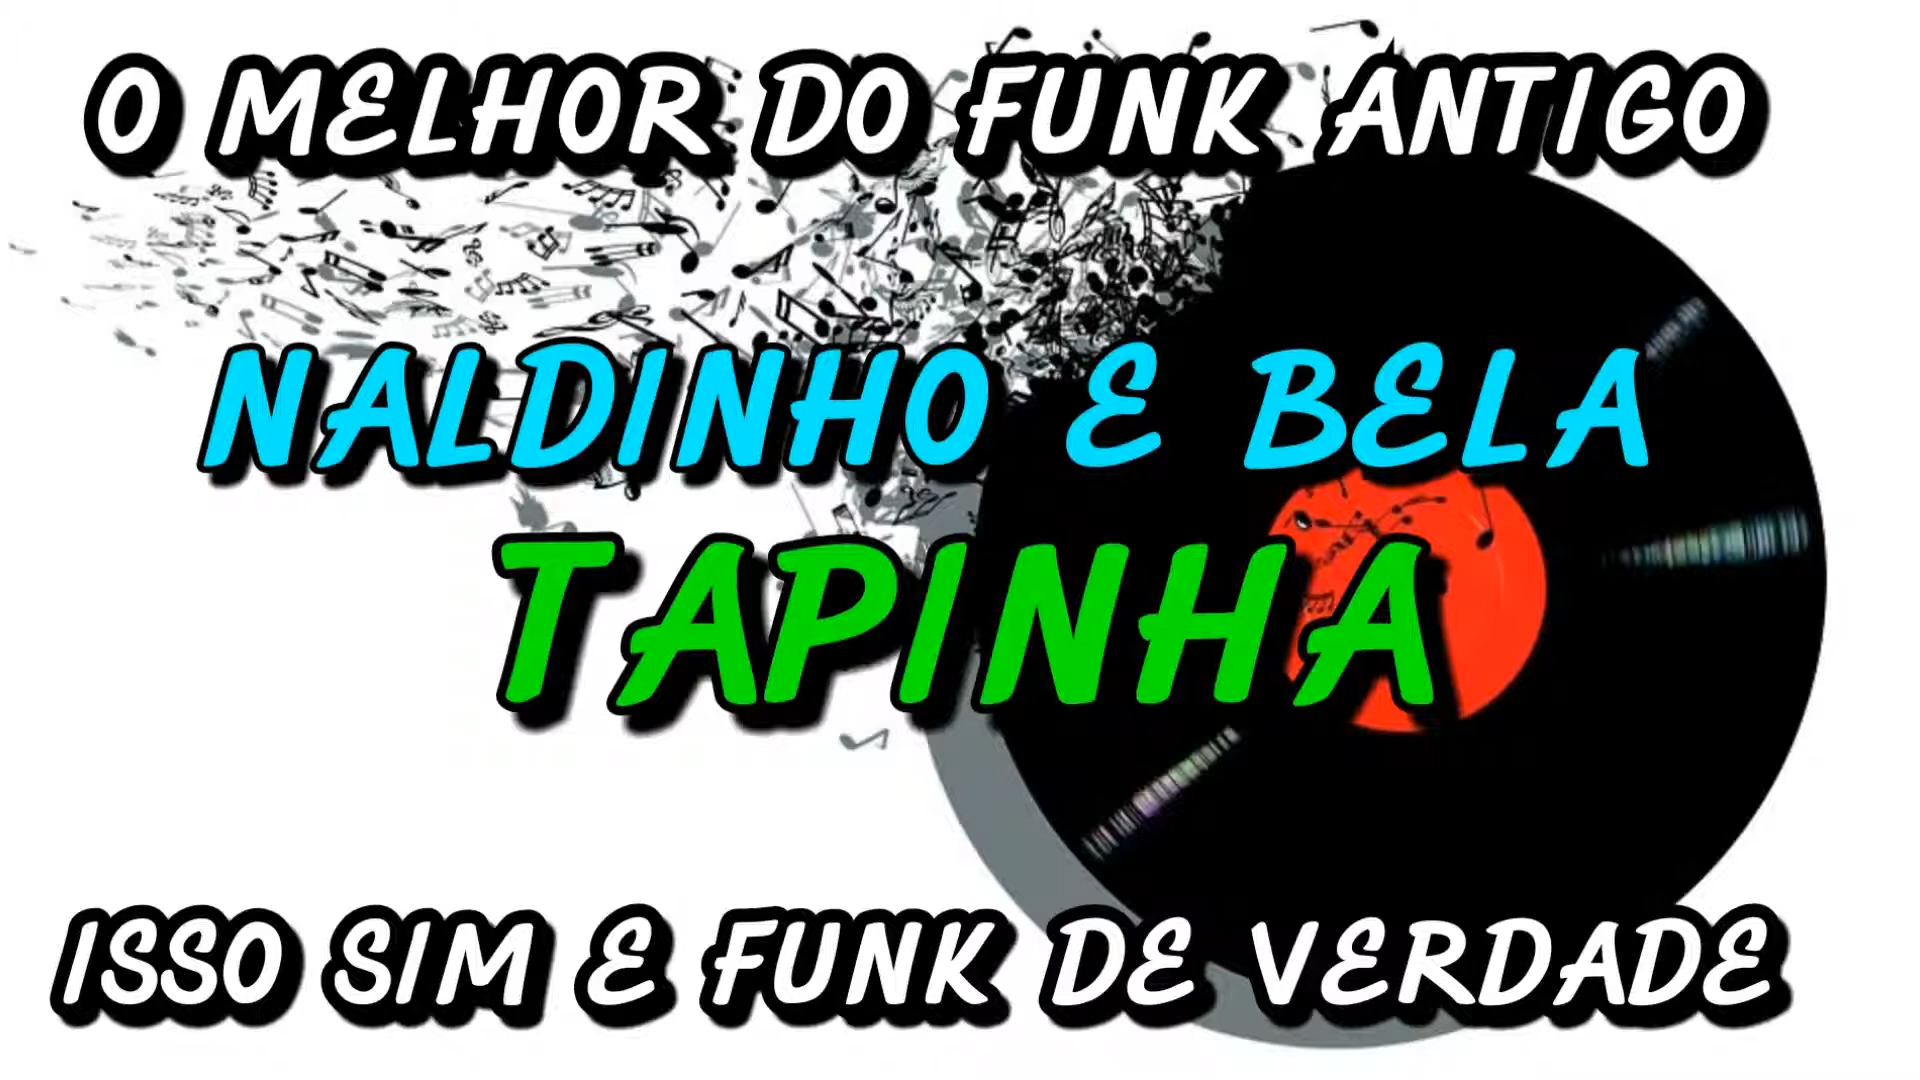 O MELHOR DO FUNK ANTIGO
NALDINHO E BELA
TAPINHA
ISSO SIM E FUNK DE VERDADE